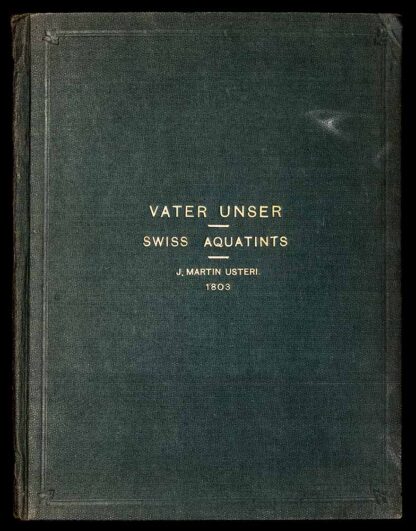 VATER UNSER
SWISS AQUATINTS
J. MARTIN USTERI.
1803